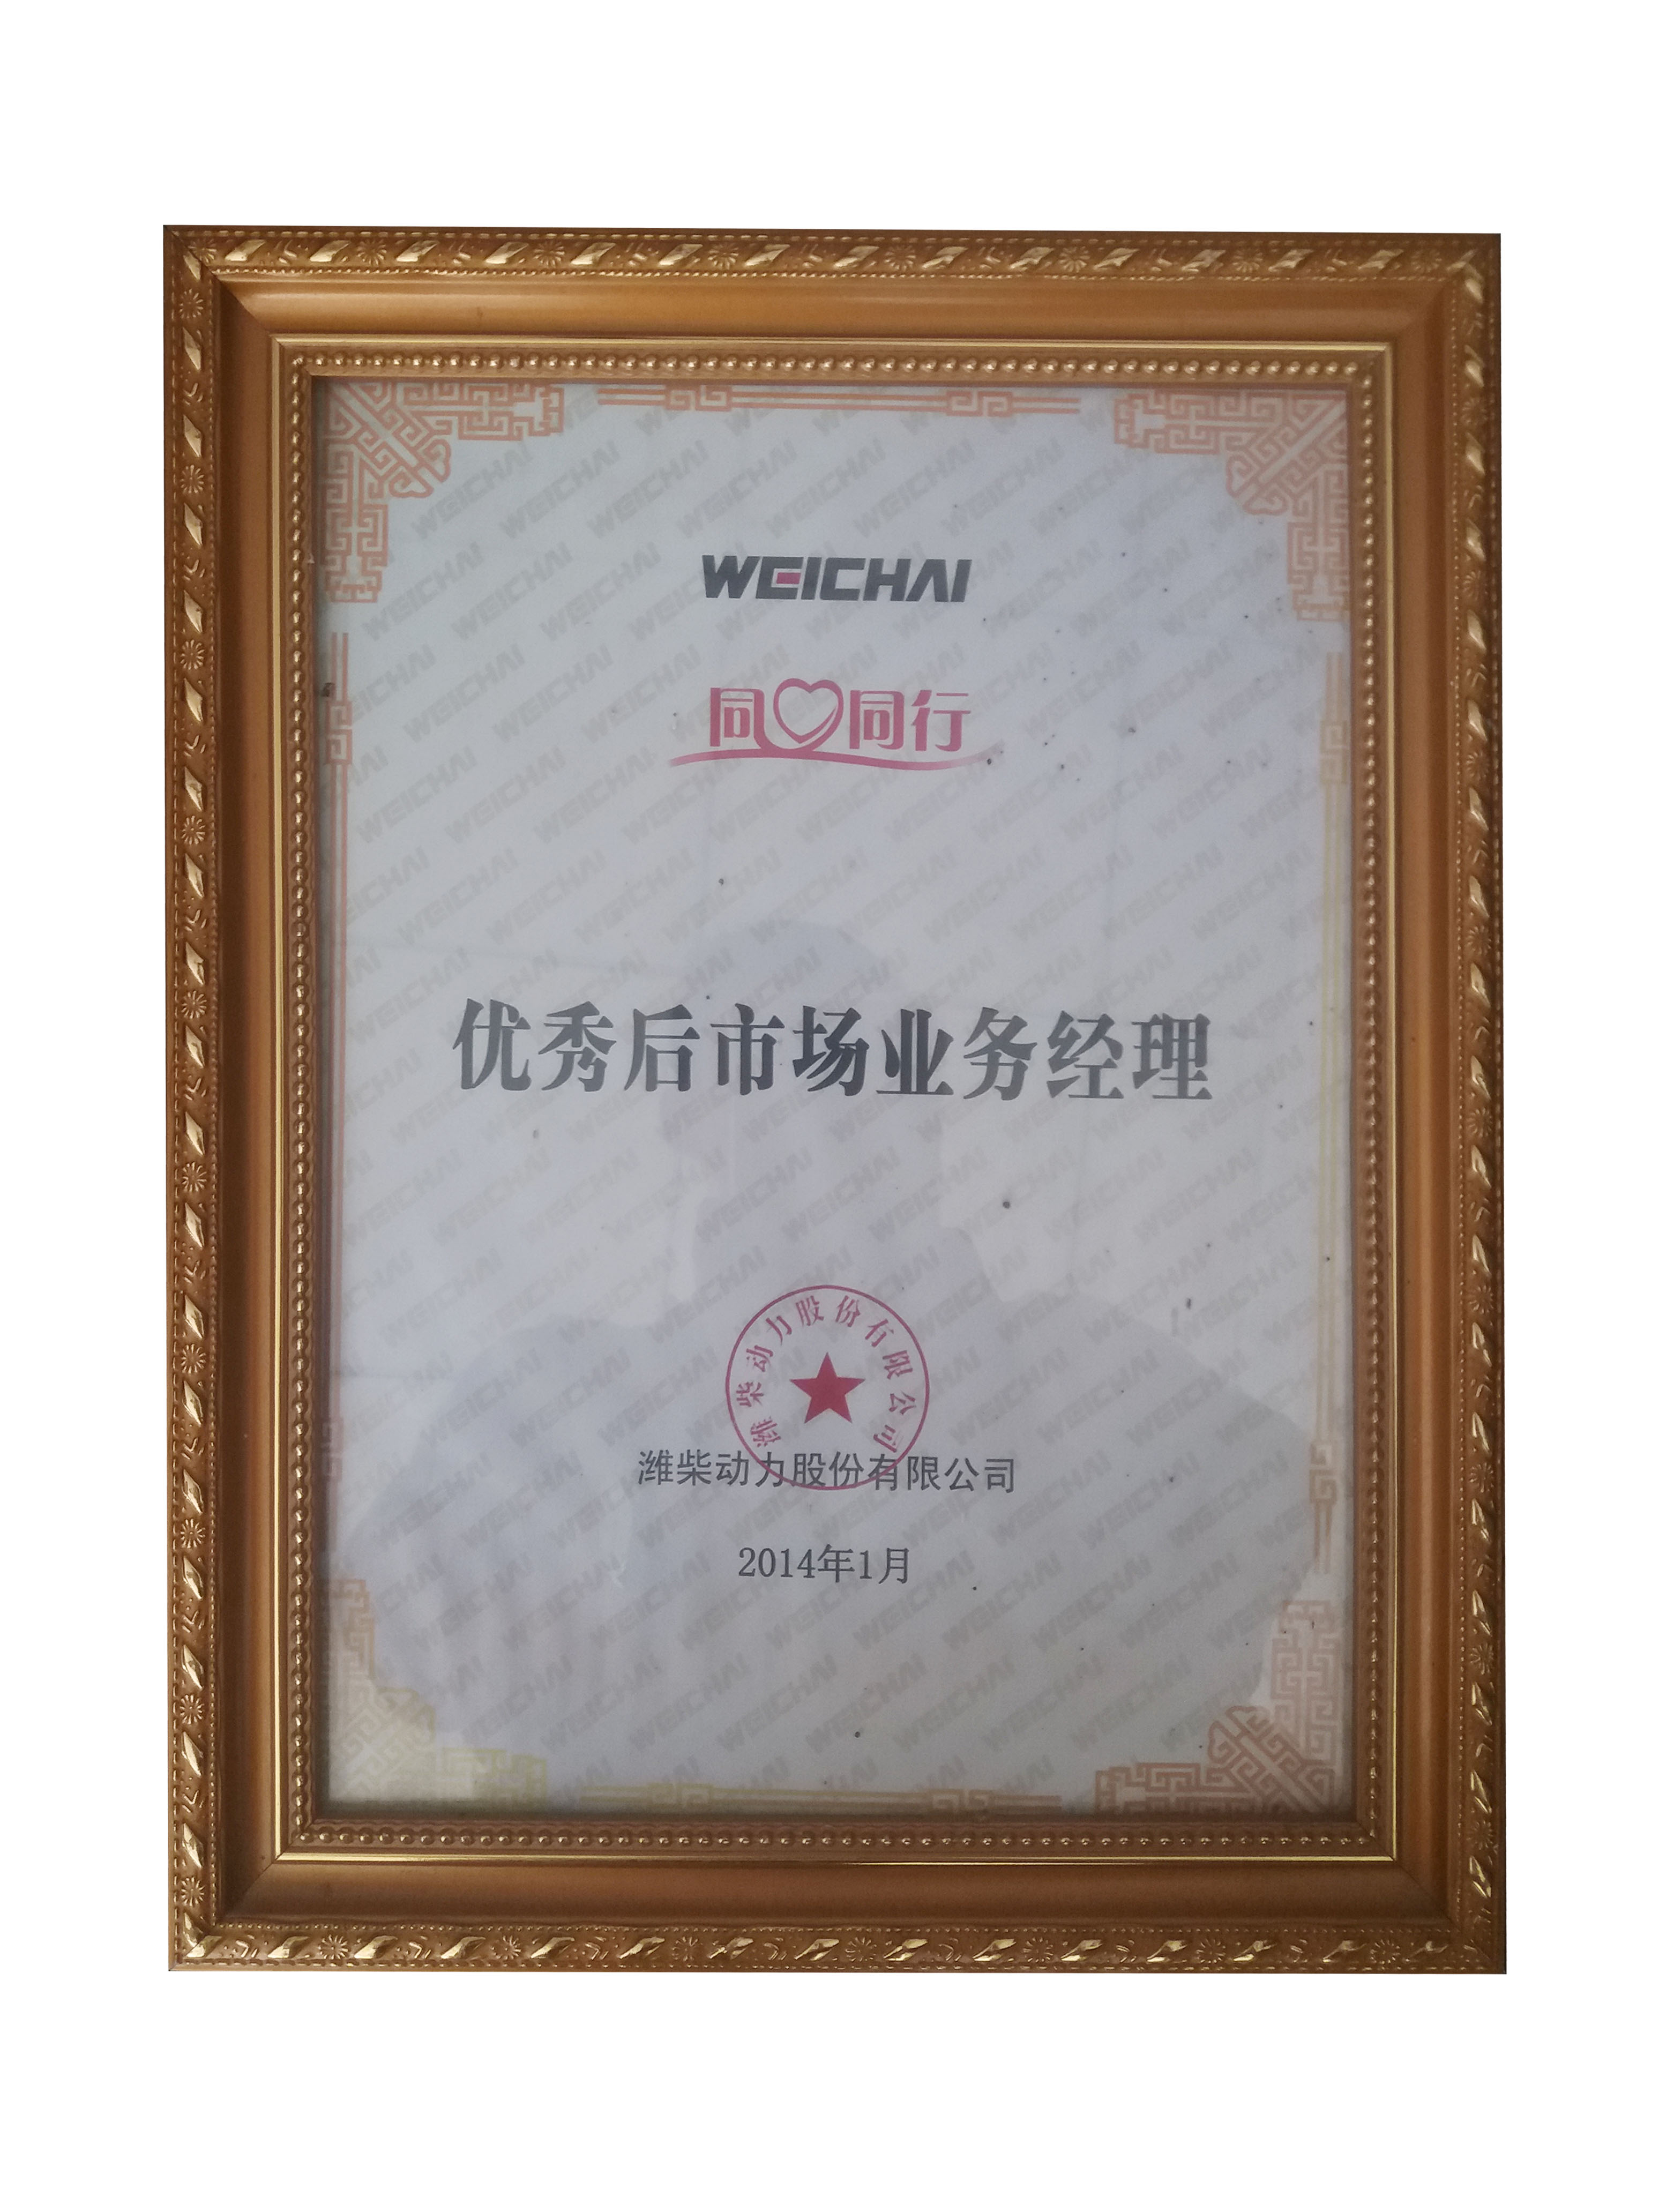 WEICHAI
同心同行
优秀后市场业务经理
潍柴动力股份有限公司
潍柴动力股份有限公司
2014年1月